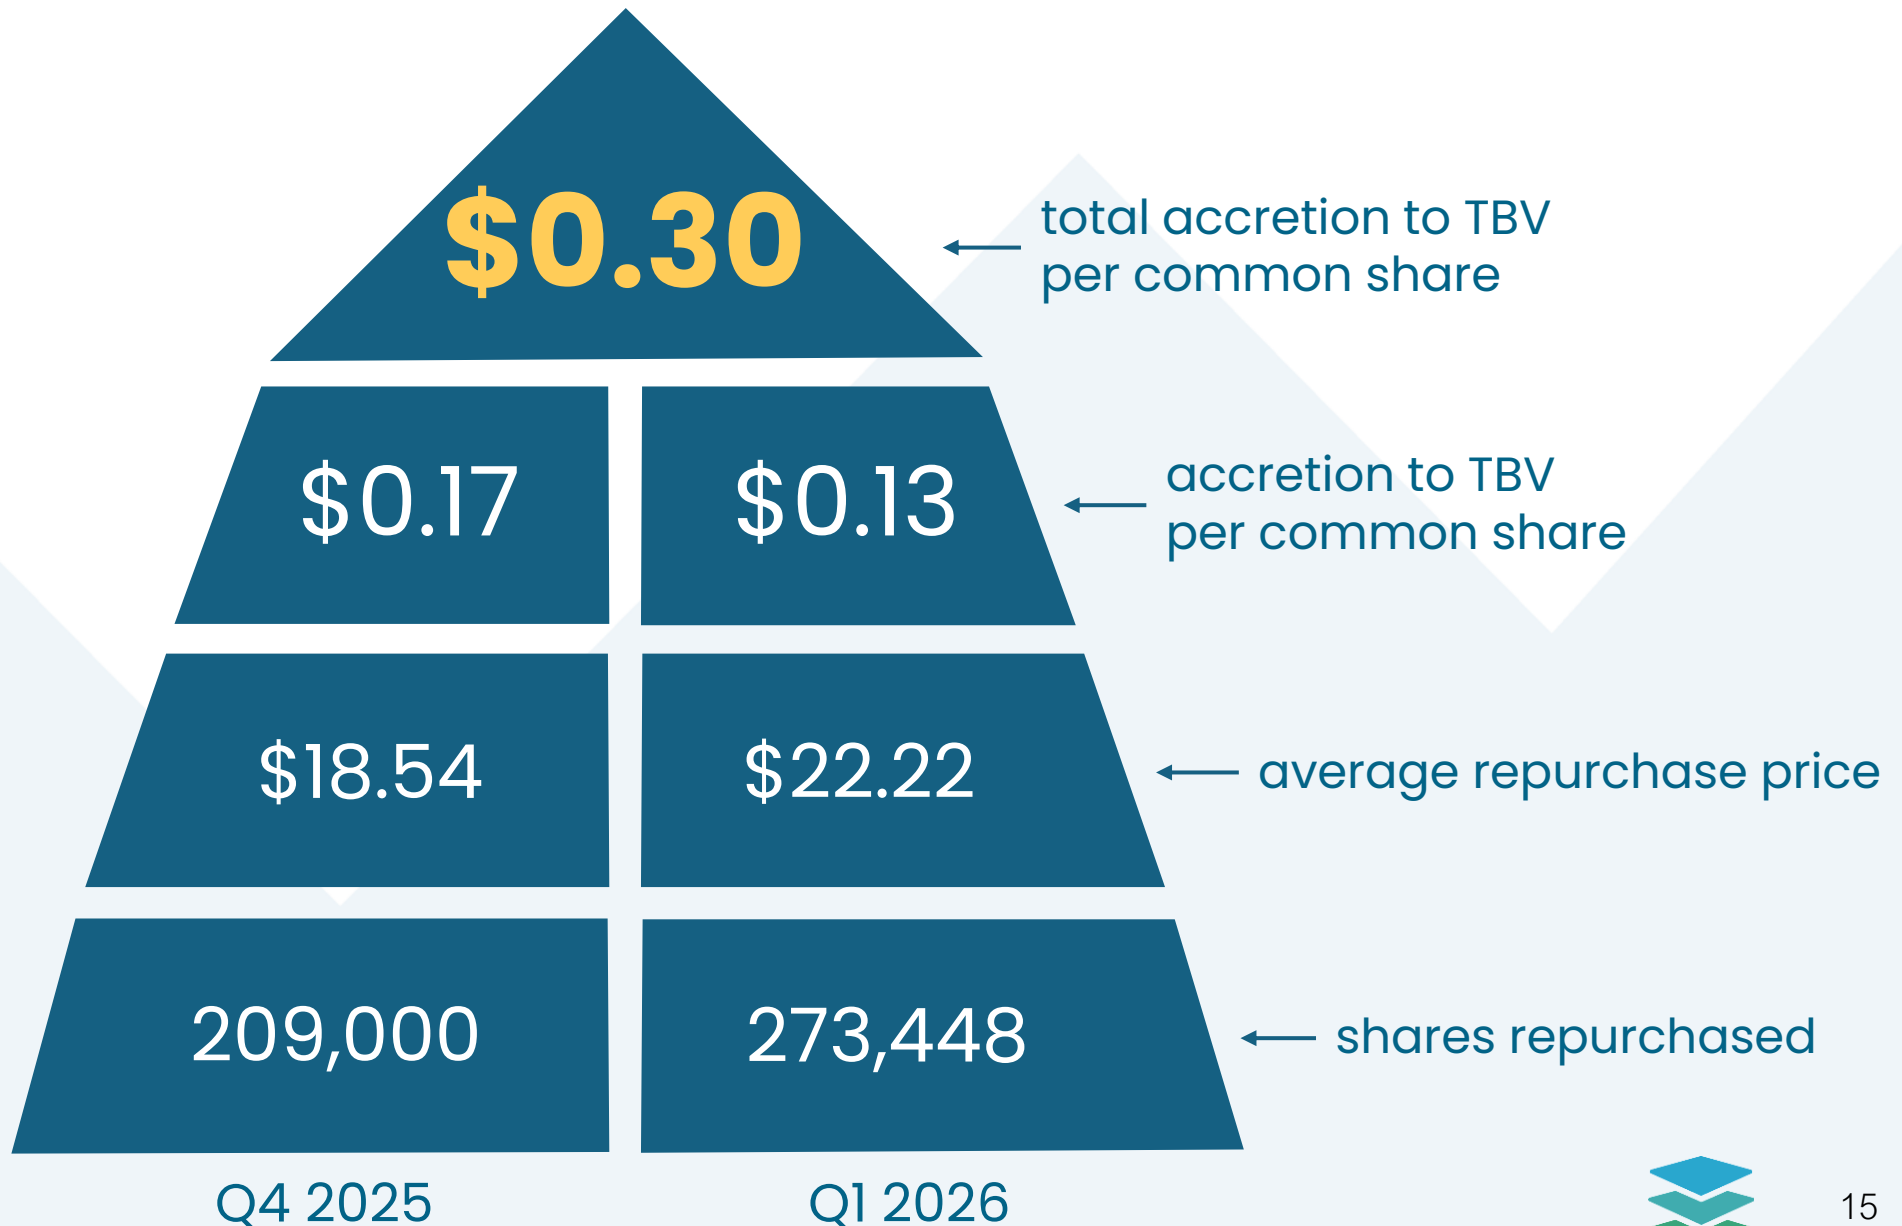 $0.30
total accretion to TBV
per common share
$0.17
$0.13
accretion to TBV
per common share
$18.54
$22.22
average repurchase price
209,000
273,448
shares repurchased
Q4 2025
Q1 2026
15